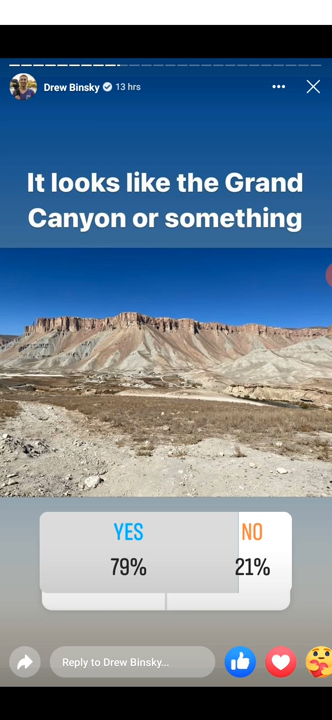 Drew Binsky 13 hrs
It looks like the Grand
Canyon or something
YES NO
79% 21%
Reply to Drew Binsky...